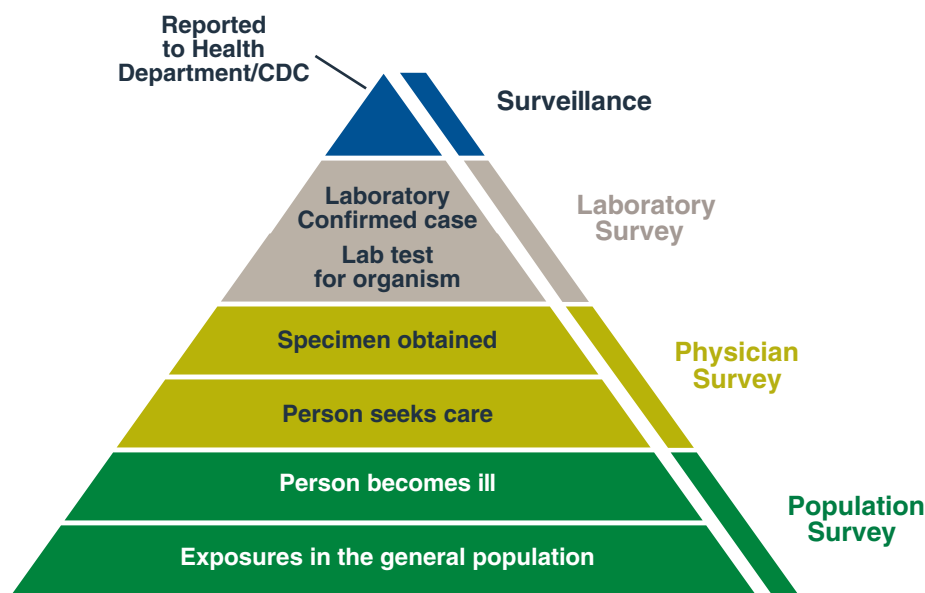 Reported
to Health
Department/CDC
Surveillance
Laboratory
Confirmed case
Lab test
for organism
Laboratory
Survey
Specimen obtained
Person seeks care
Physician
Survey
Person becomes ill
Exposures in the general population
Population
Survey